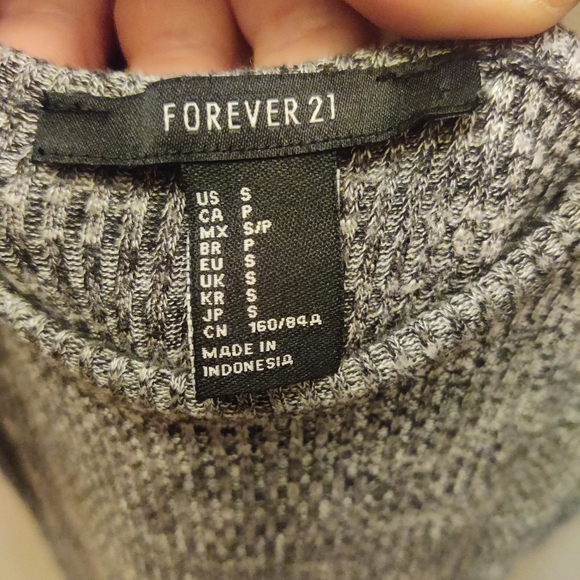 FOREVER 21
US S
CA P
MX S/P
BR P
EU S
UK S
KR S
JP S
CN 160/84A
MADE IN
INDONESIA